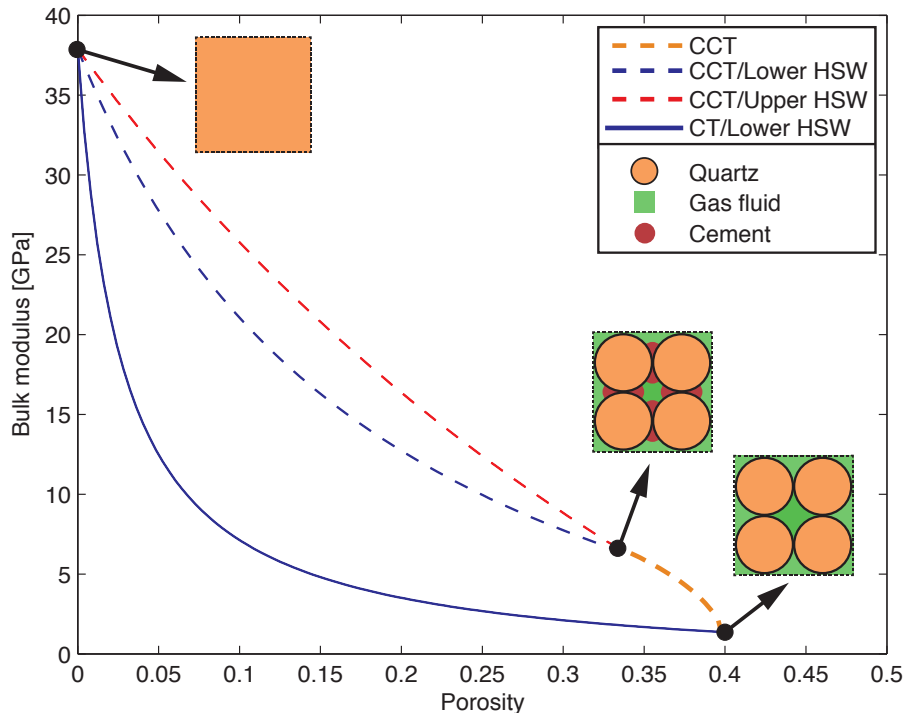 40
35
30
25
20
15
10
5
0
Bulk modulus [GPa]
CCT
CCT/Lower HSW
CCT/Upper HSW
CT/Lower HSW
Quartz
Gas fluid
Cement
0 0.05 0.1 0.15 0.2 0.25 0.3 0.35 0.4 0.45 0.5
Porosity